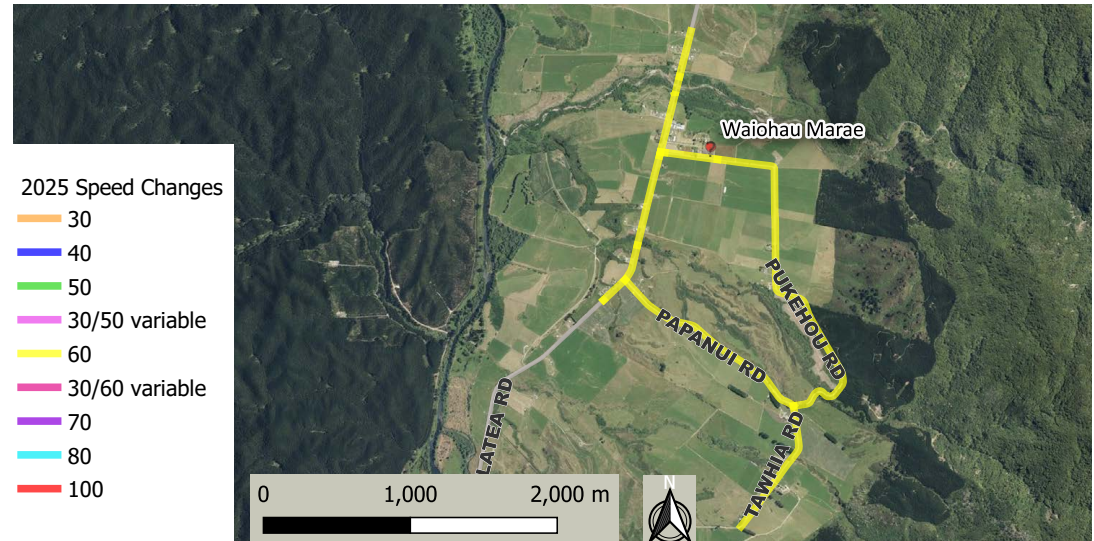 Waiohau Marae
2025 Speed Changes
30
40
50
30/50 variable
60
30/60 variable
70
80
100
PUKEHOU RD
PAPANUI RD
LATEA RD
TAWHIA RD
0 1,000 2,000 m
N